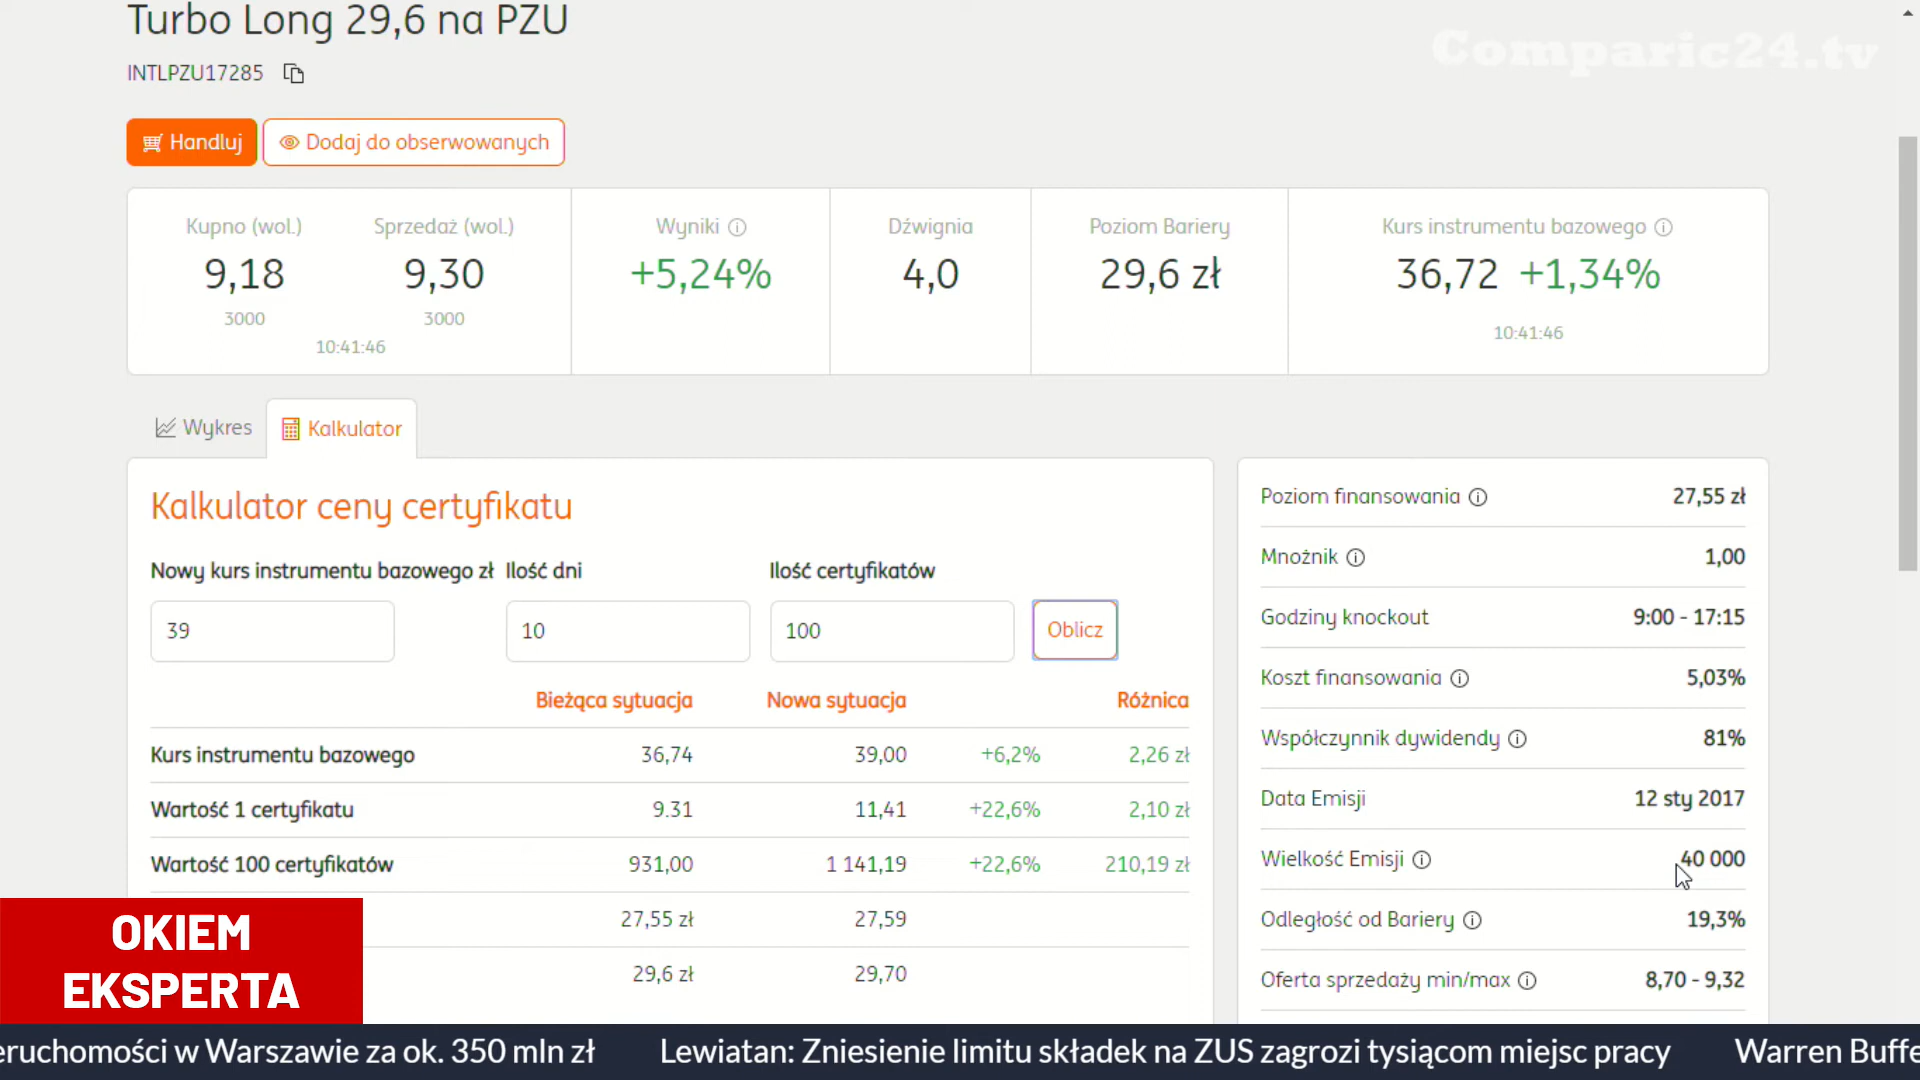 Turbo Long 29,6 na PZU
Comparic24.tv
INTLPZU17285
Handluj
Dodaj do obserwowanych
Kupno (wol.)
9,18
3000
Sprzedaż (wol.)
9,30
3000
10:41:46
Wyniki
+5,24%
Dźwignia
4,0
Poziom Bariery
29,6 zł
Kurs instrumentu bazowego
36,72 +1,34%
10:41:46
Wykres
Kalkulator
Kalkulator ceny certyfikatu
Nowy kurs instrumentu bazowego zł Ilość dni Ilość certyfikatów
39 10 100 Oblicz
Bieżąca sytuacja Nowa sytuacja Różnica
Kurs instrumentu bazowego 36,74 39,00 +6,2% 2,26 zł
Wartość 1 certyfikatu 9.31 11,41 +22,6% 2,10 zł
Wartość 100 certyfikatów 931,00 1 141,19 +22,6% 210,19 zł
27,55 zł 27,59
29,6 zł 29,70
Poziom finansowania 27,55 zł
Mnożnik 1,00
Godziny knockout 9:00 - 17:15
Koszt finansowania 5,03%
Współczynnik dywidendy 81%
Data Emisji 12 sty 2017
Wielkość Emisji 40 000
Odległość od Bariery 19,3%
Oferta sprzedaży min/max 8,70 - 9,32
OKIEM
EKSPERTA
eruchomości w Warszawie za ok. 350 mln zł Lewiatan: Zniesienie limitu składek na ZUS zagrozi tysiącom miejsc pracy Warren Buffe